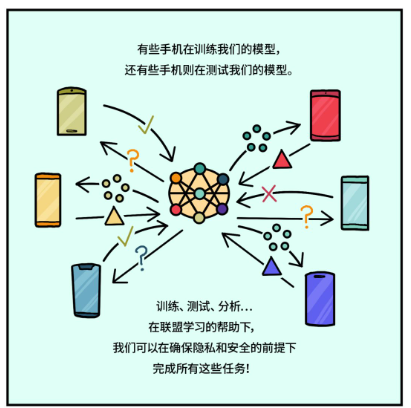 有些手机在训练我们的模型，
还有些手机则在测试我们的模型。
?
?
?
训练、测试、分析...
在联盟学习的帮助下，
我们可以在确保隐私和安全的前提下
完成所有这些任务!